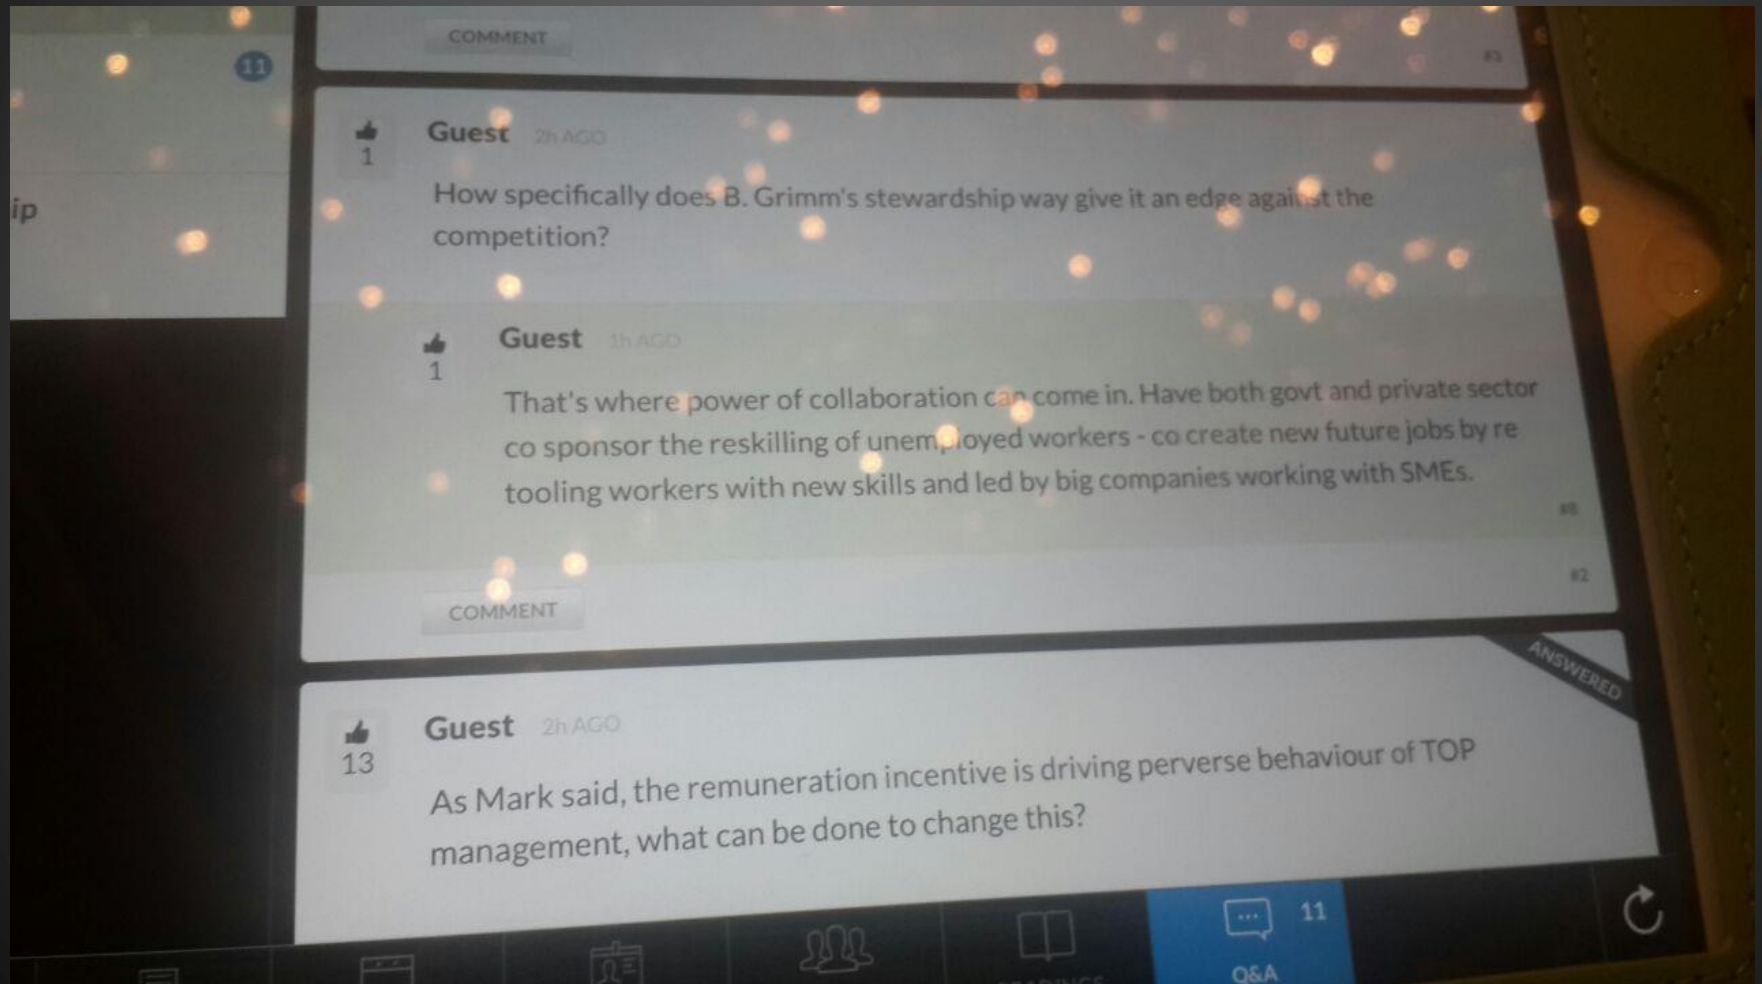 11
COMMENT
#3
ip
1
Guest 2h AGO
How specifically does B. Grimm's stewardship way give it an edge against the
competition?
1
Guest 1h AGO
That's where power of collaboration can come in. Have both govt and private sector
co sponsor the reskilling of unemployed workers - co create new future jobs by re
tooling workers with new skills and led by big companies working with SMEs.
#8
#2
COMMENT
ANSWERED
13
Guest 2h AGO
As Mark said, the remuneration incentive is driving perverse behaviour of TOP
management, what can be done to change this?
11
Q&A